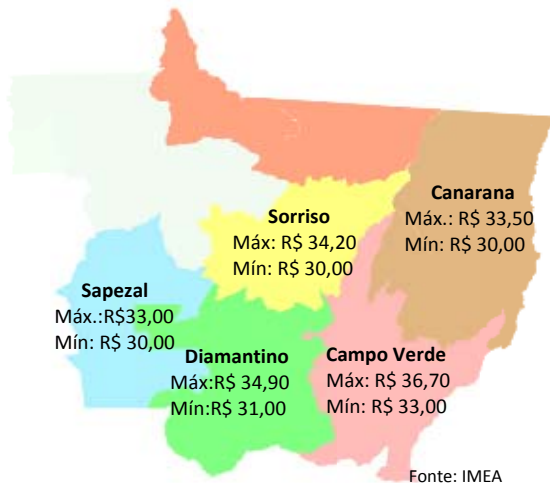 Canarana
Máx.: R$ 33,50
Mín: R$ 30,00
Sorriso
Máx: R$ 34,20
Mín: R$ 30,00
Sapezal
Máx.:R$33,00
Mín: R$ 30,00
Diamantino
Máx:R$ 34,90
Mín:R$ 31,00
Campo Verde
Máx: R$ 36,70
Mín: R$ 33,00
Fonte: IMEA